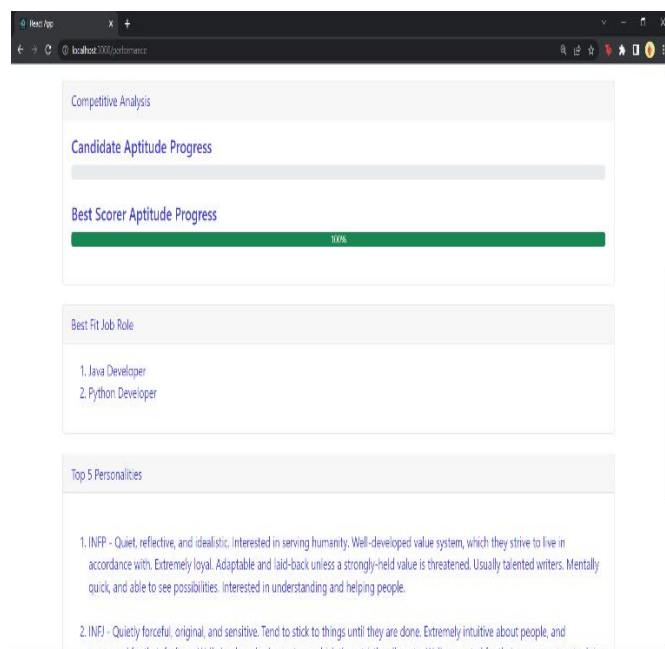 React App
localhost:3000/performance
Competitive Analysis
Candidate Aptitude Progress
Best Scorer Aptitude Progress
100%
Best Fit Job Role
1. Java Developer
2. Python Developer
Top 5 Personalities
1. INFP - Quiet, reflective, and idealistic. Interested in serving humanity. Well-developed value system, which they strive to live in
accordance with. Extremely loyal. Adaptable and laid-back unless a strongly-held value is threatened. Usually talented writers. Mentally
quick, and able to see possibilities. Interested in understanding and helping people.
2. INFJ - Quietly forceful, original, and sensitive. Tend to stick to things until they are done. Extremely intuitive about people, and